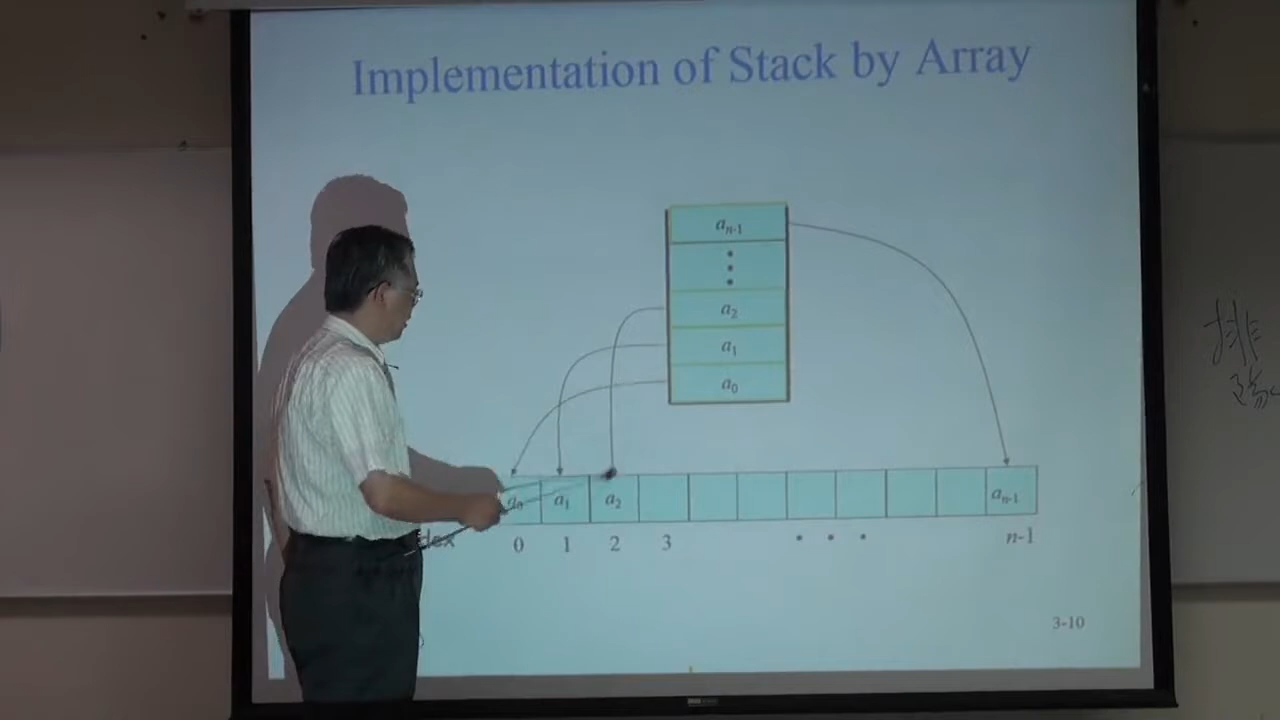 Implementation of Stack by Array
aₙ₋₁
a₂
a₁
a₀
a₀ a₁ a₂ aₙ₋₁
0 1 2 3 • • • n-1
3-10
排